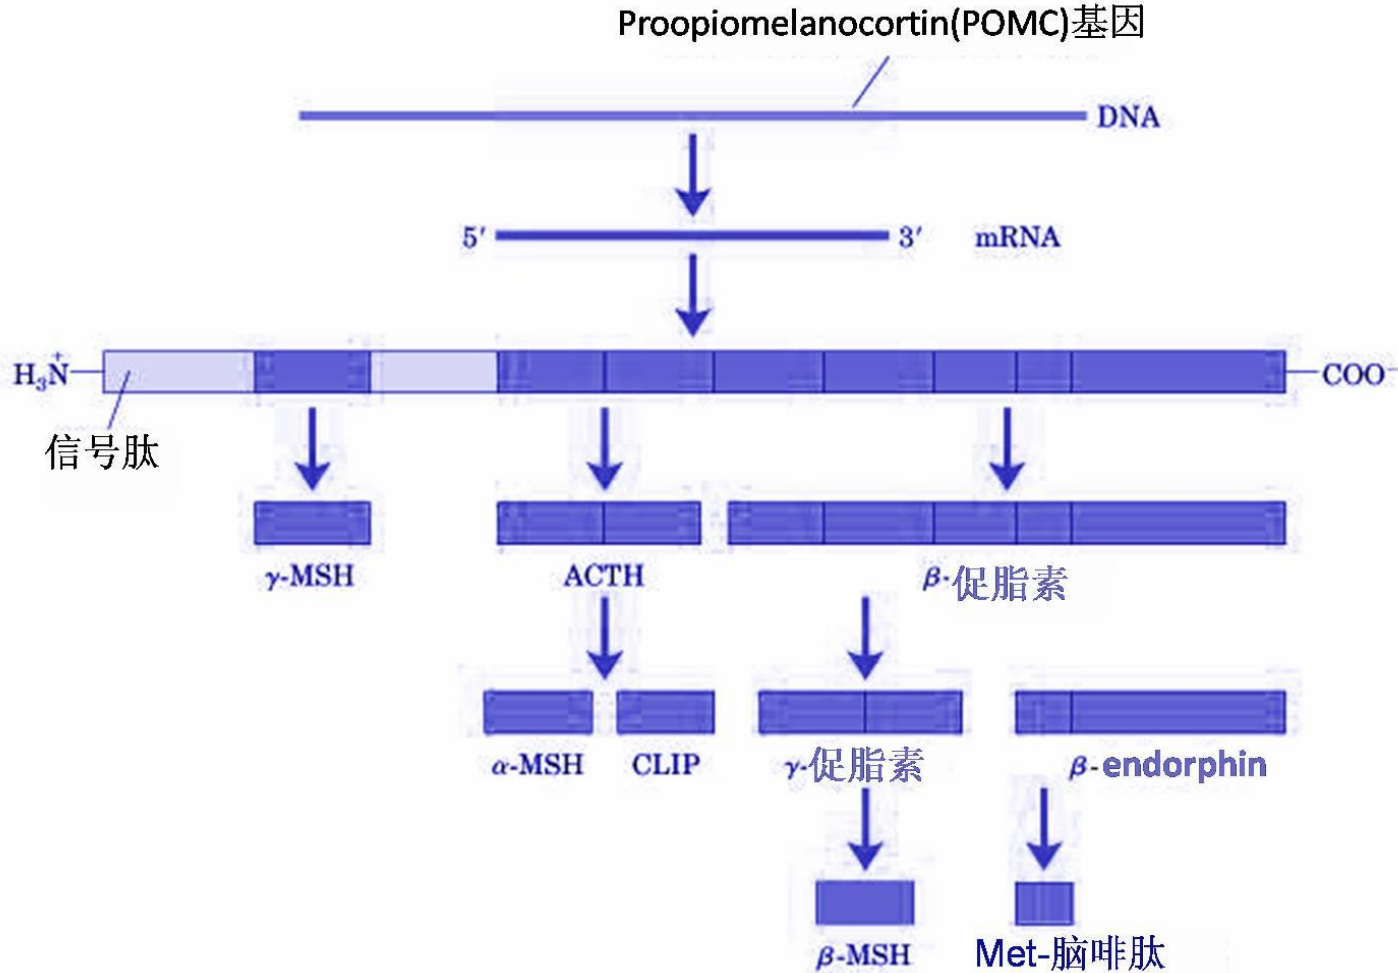 Proopiomelanocortin(POMC)基因
DNA
5′ 3′ mRNA
H₃N⁺ COO⁻
信号肽
γ-MSH ACTH β-促脂素
α-MSH CLIP γ-促脂素 β-endorphin
β-MSH Met-脑啡肽